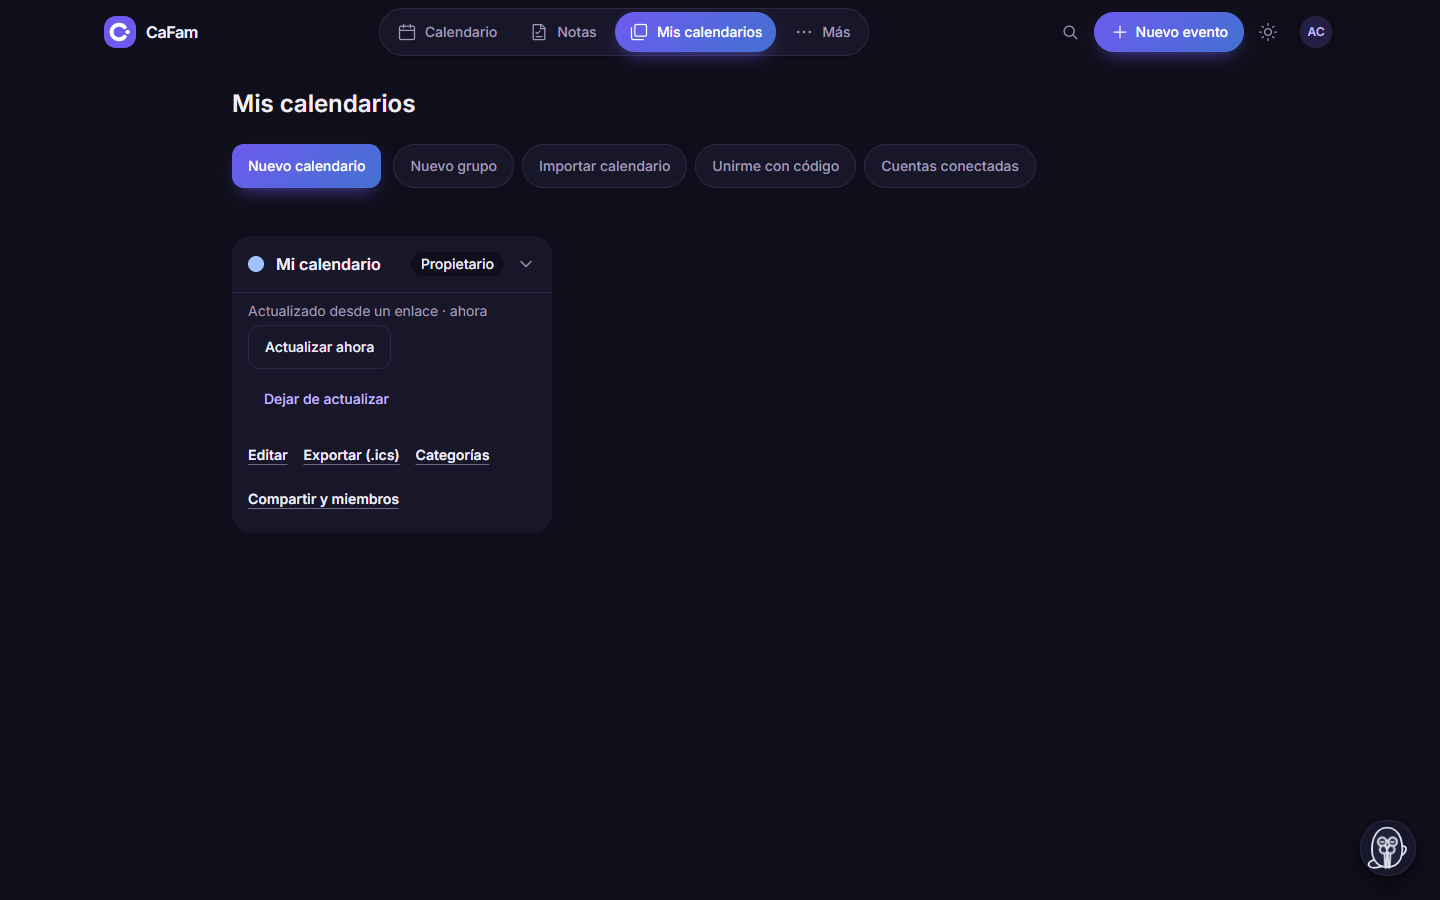 CaFam
Calendario Notas Mis calendarios Más
Nuevo evento AC
Mis calendarios
Nuevo calendario Nuevo grupo Importar calendario Unirme con código Cuentas conectadas
Mi calendario Propietario
Actualizado desde un enlace · ahora
Actualizar ahora
Dejar de actualizar
Editar Exportar (.ics) Categorías
Compartir y miembros